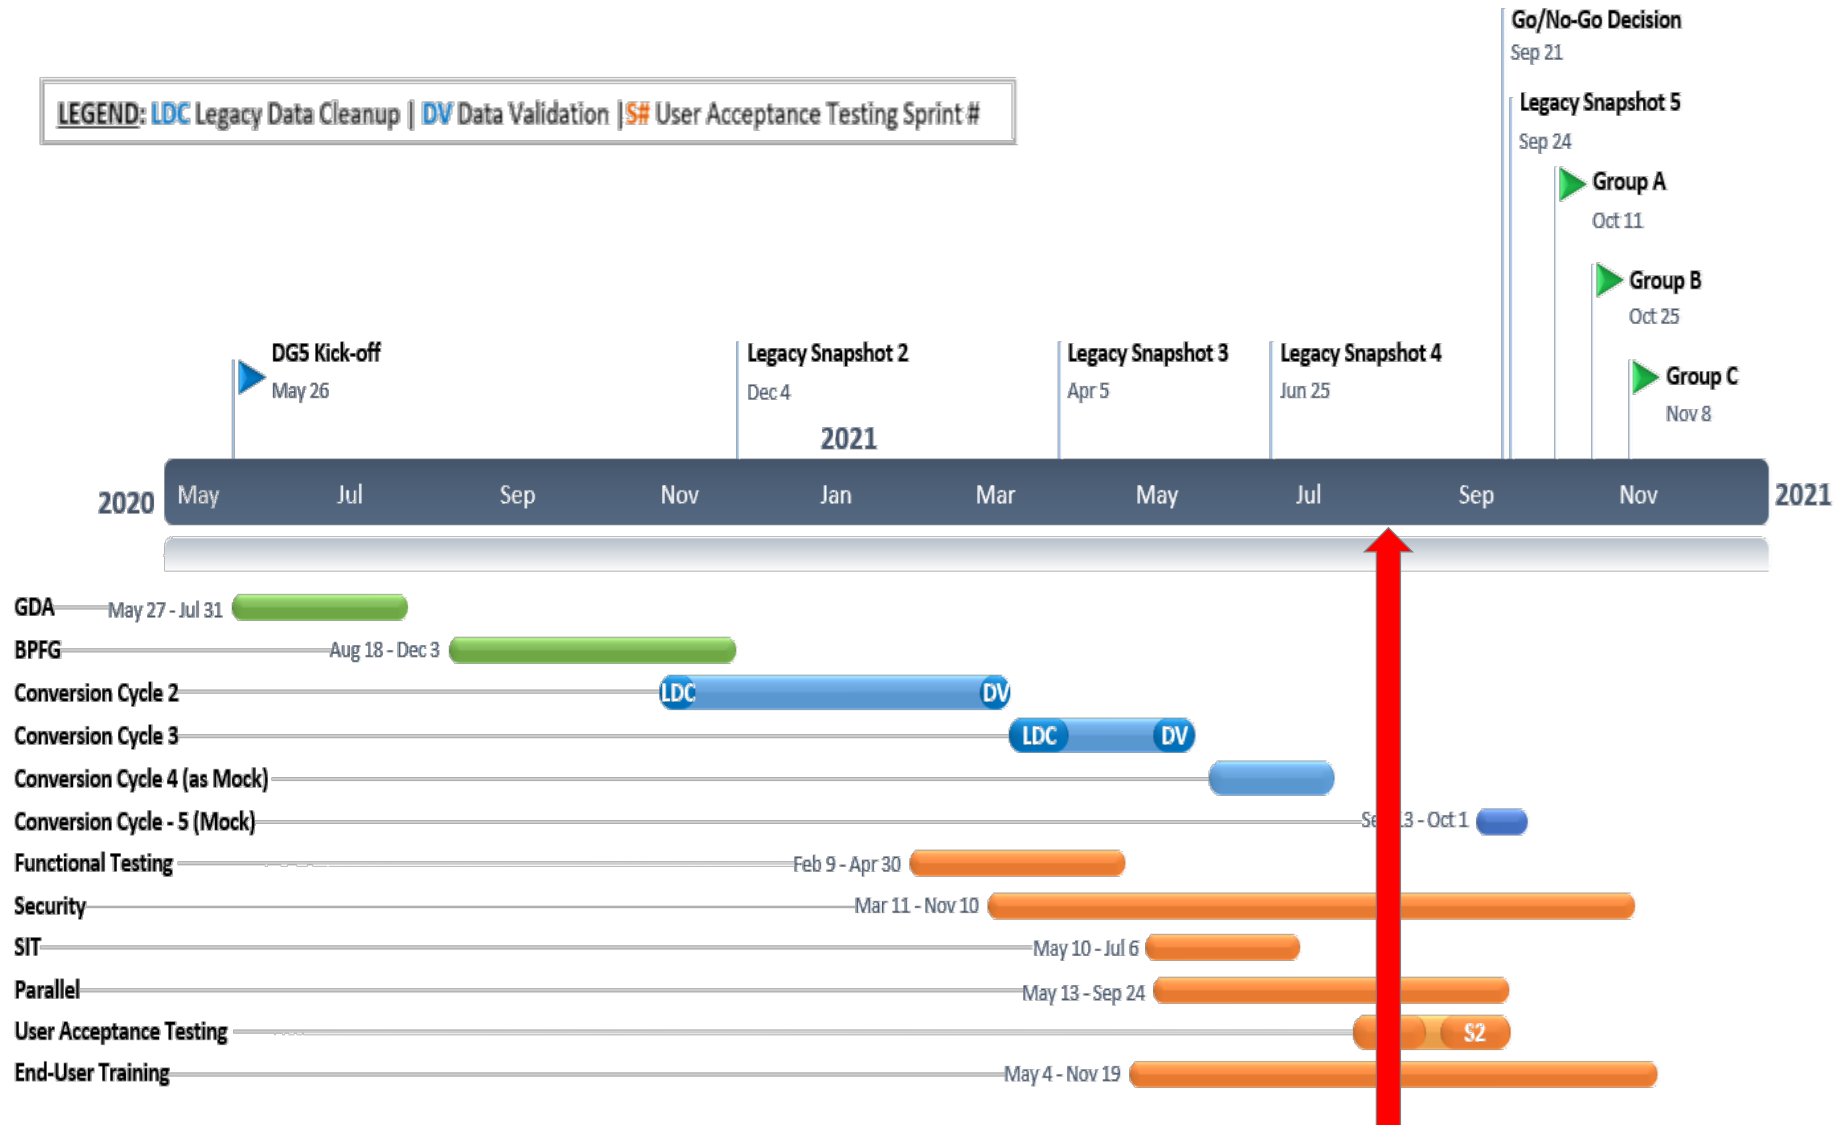 Go/No-Go Decision
Sep 21
LEGEND: LDC Legacy Data Cleanup | DV Data Validation |S# User Acceptance Testing Sprint #
Legacy Snapshot 5
Sep 24
Group A
Oct 11
Group B
Oct 25
DG5 Kick-off
May 26
Legacy Snapshot 2
Dec 4
Legacy Snapshot 3
Apr 5
Legacy Snapshot 4
Jun 25
Group C
Nov 8
2021
2020 May Jul Sep Nov Jan Mar May Jul Sep Nov 2021
GDA May 27 - Jul 31
BPFG Aug 18 - Dec 3
Conversion Cycle 2 LDC DV
Conversion Cycle 3 LDC DV
Conversion Cycle 4 (as Mock)
Conversion Cycle - 5 (Mock) 3 - Oct 1
Functional Testing Feb 9 - Apr 30
Security Mar 11 - Nov 10
SIT May 10 - Jul 6
Parallel May 13 - Sep 24
User Acceptance Testing S2
End-User Training May 4 - Nov 19